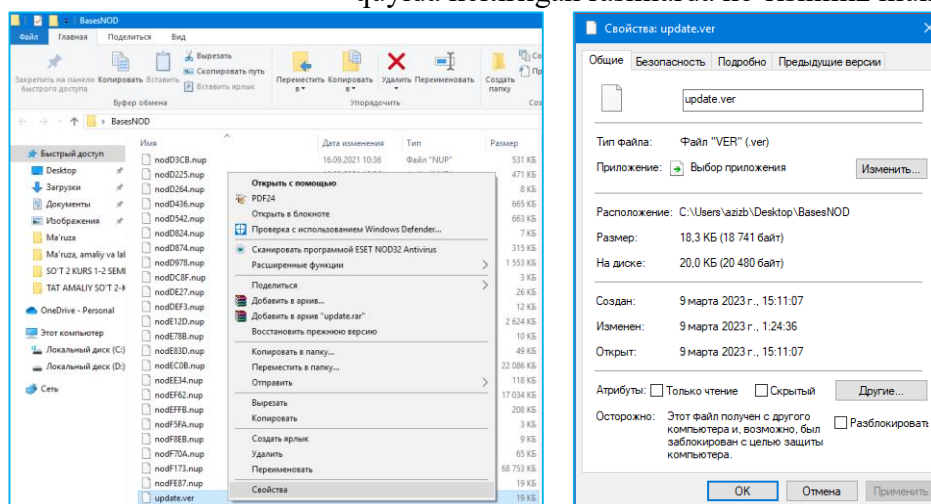 BasesNOD
Файл Главная Поделиться Вид
Закрепить на панели быстрого доступа
Копировать Вставить
Вырезать
Скопировать путь
Вставить ярлык
Переместить в
Копировать в
Удалить Переименовать
Создать папку
Буфер обмена Упорядочить
BasesNOD
Имя Дата изменения Тип Размер
Быстрый доступ
Desktop
Загрузки
Документы
Изображения
Ma'ruza
Ma'ruza, amaliy va lal
SO'T 2 KURS 1-2 SEMI
TAT AMALIY SO'T 2-
OneDrive - Personal
Этот компьютер
Локальный диск (C:)
Локальный диск (D:)
Сеть
nodD3CB.nup 16.09.2021 10:36 Файл "NUP" 531 КБ
nodD225.nup 471 КБ
nodD264.nup 8 КБ
nodD436.nup 665 КБ
nodD542.nup 663 КБ
nodD824.nup 7 КБ
nodD874.nup 315 КБ
nodD978.nup 1 553 КБ
nodDC8F.nup 3 КБ
nodDE27.nup 26 КБ
nodDEF3.nup 12 КБ
nodE12D.nup 2 624 КБ
nodE78B.nup 10 КБ
nodE83D.nup 49 КБ
nodEC0B.nup 22 086 КБ
nodEE34.nup 118 КБ
nodEF62.nup 17 034 КБ
nodEFFB.nup 208 КБ
nodF5FA.nup 3 КБ
nodF8EB.nup 9 КБ
nodF70A.nup 65 КБ
nodF173.nup 68 753 КБ
nodFE87.nup 19 КБ
update.ver 19 КБ
Открыть с помощью
PDF24
Открыть в блокноте
Проверка с использованием Windows Defender...
Сканировать программой ESET NOD32 Antivirus
Расширенные функции
Поделиться
Добавить в архив...
Добавить в архив "update.rar"
Восстановить прежнюю версию
Копировать в папку...
Переместить в папку...
Отправить
Вырезать
Копировать
Создать ярлык
Удалить
Переименовать
Свойства
Свойства: update.ver
Общие Безопасность Подробно Предыдущие версии
update.ver
Тип файла: Файл "VER" (.ver)
Приложение: Выбор приложения Изменить...
Расположение: C:\Users\azizb\Desktop\BasesNOD
Размер: 18,3 КБ (18 741 байт)
На диске: 20,0 КБ (20 480 байт)
Создан: 9 марта 2023 г., 15:11:07
Изменен: 9 марта 2023 г., 1:24:36
Открыт: 9 марта 2023 г., 15:11:07
Атрибуты: Только чтение Скрытый Другие...
Осторожно: Этот файл получен с другого
компьютера и, возможно, был
заблокирован с целью защиты
компьютера.
Разблокировать
OK Отмена Применить